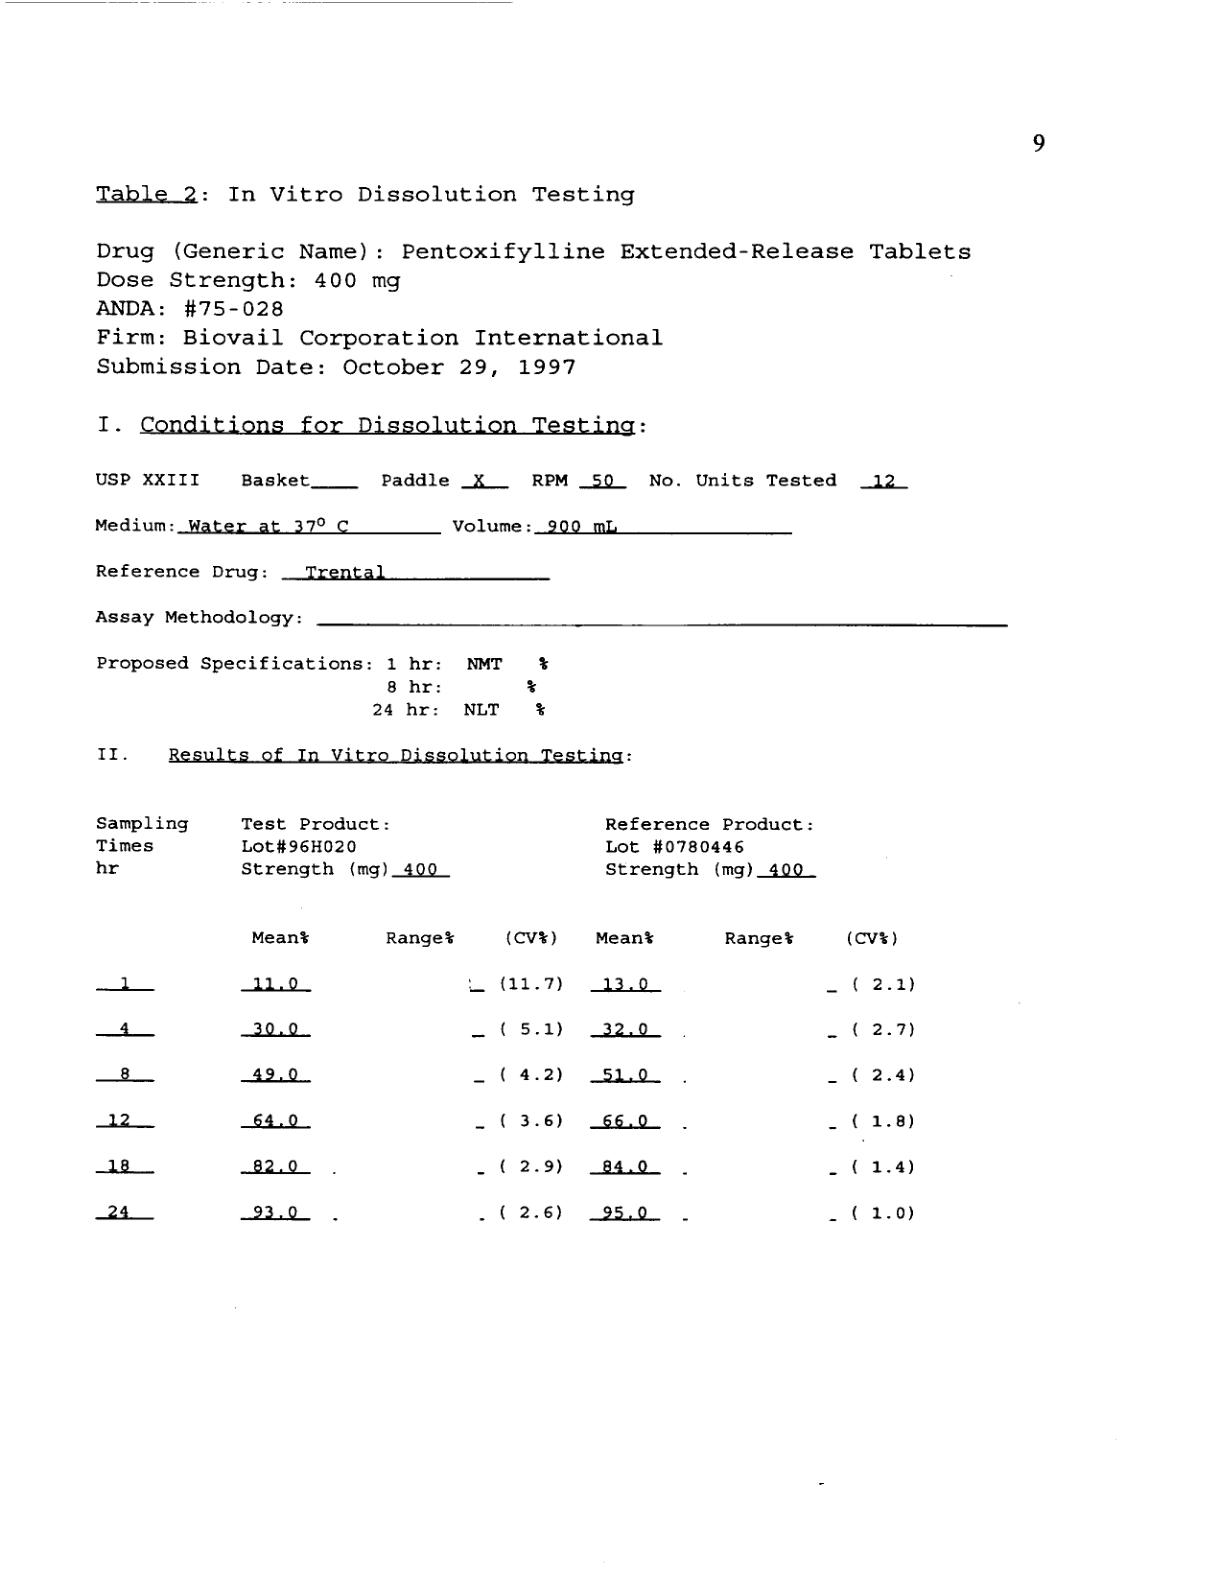 9
Table 2: In Vitro Dissolution Testing
Drug (Generic Name): Pentoxifylline Extended-Release Tablets
Dose Strength: 400 mg
ANDA: #75-028
Firm: Biovail Corporation International
Submission Date: October 29, 1997
I. Conditions for Dissolution Testing:
USP XXIII Basket____ Paddle X RPM 50 No. Units Tested 12
Medium: Water at 37° C Volume: 900 mL
Reference Drug: Trental
Assay Methodology:
Proposed Specifications: 1 hr: NMT %
8 hr: %
24 hr: NLT %
II. Results of In Vitro Dissolution Testing:
Sampling Test Product: Reference Product:
Times Lot#96H020 Lot #0780446
hr Strength (mg) 400 Strength (mg) 400
Mean% Range% (CV%) Mean% Range% (CV%)
1 11.0 (11.7) 13.0 ( 2.1)
4 30.0 ( 5.1) 32.0 ( 2.7)
8 49.0 ( 4.2) 51.0 ( 2.4)
12 64.0 ( 3.6) 66.0 ( 1.8)
18 82.0 ( 2.9) 84.0 ( 1.4)
24 93.0 ( 2.6) 95.0 ( 1.0)